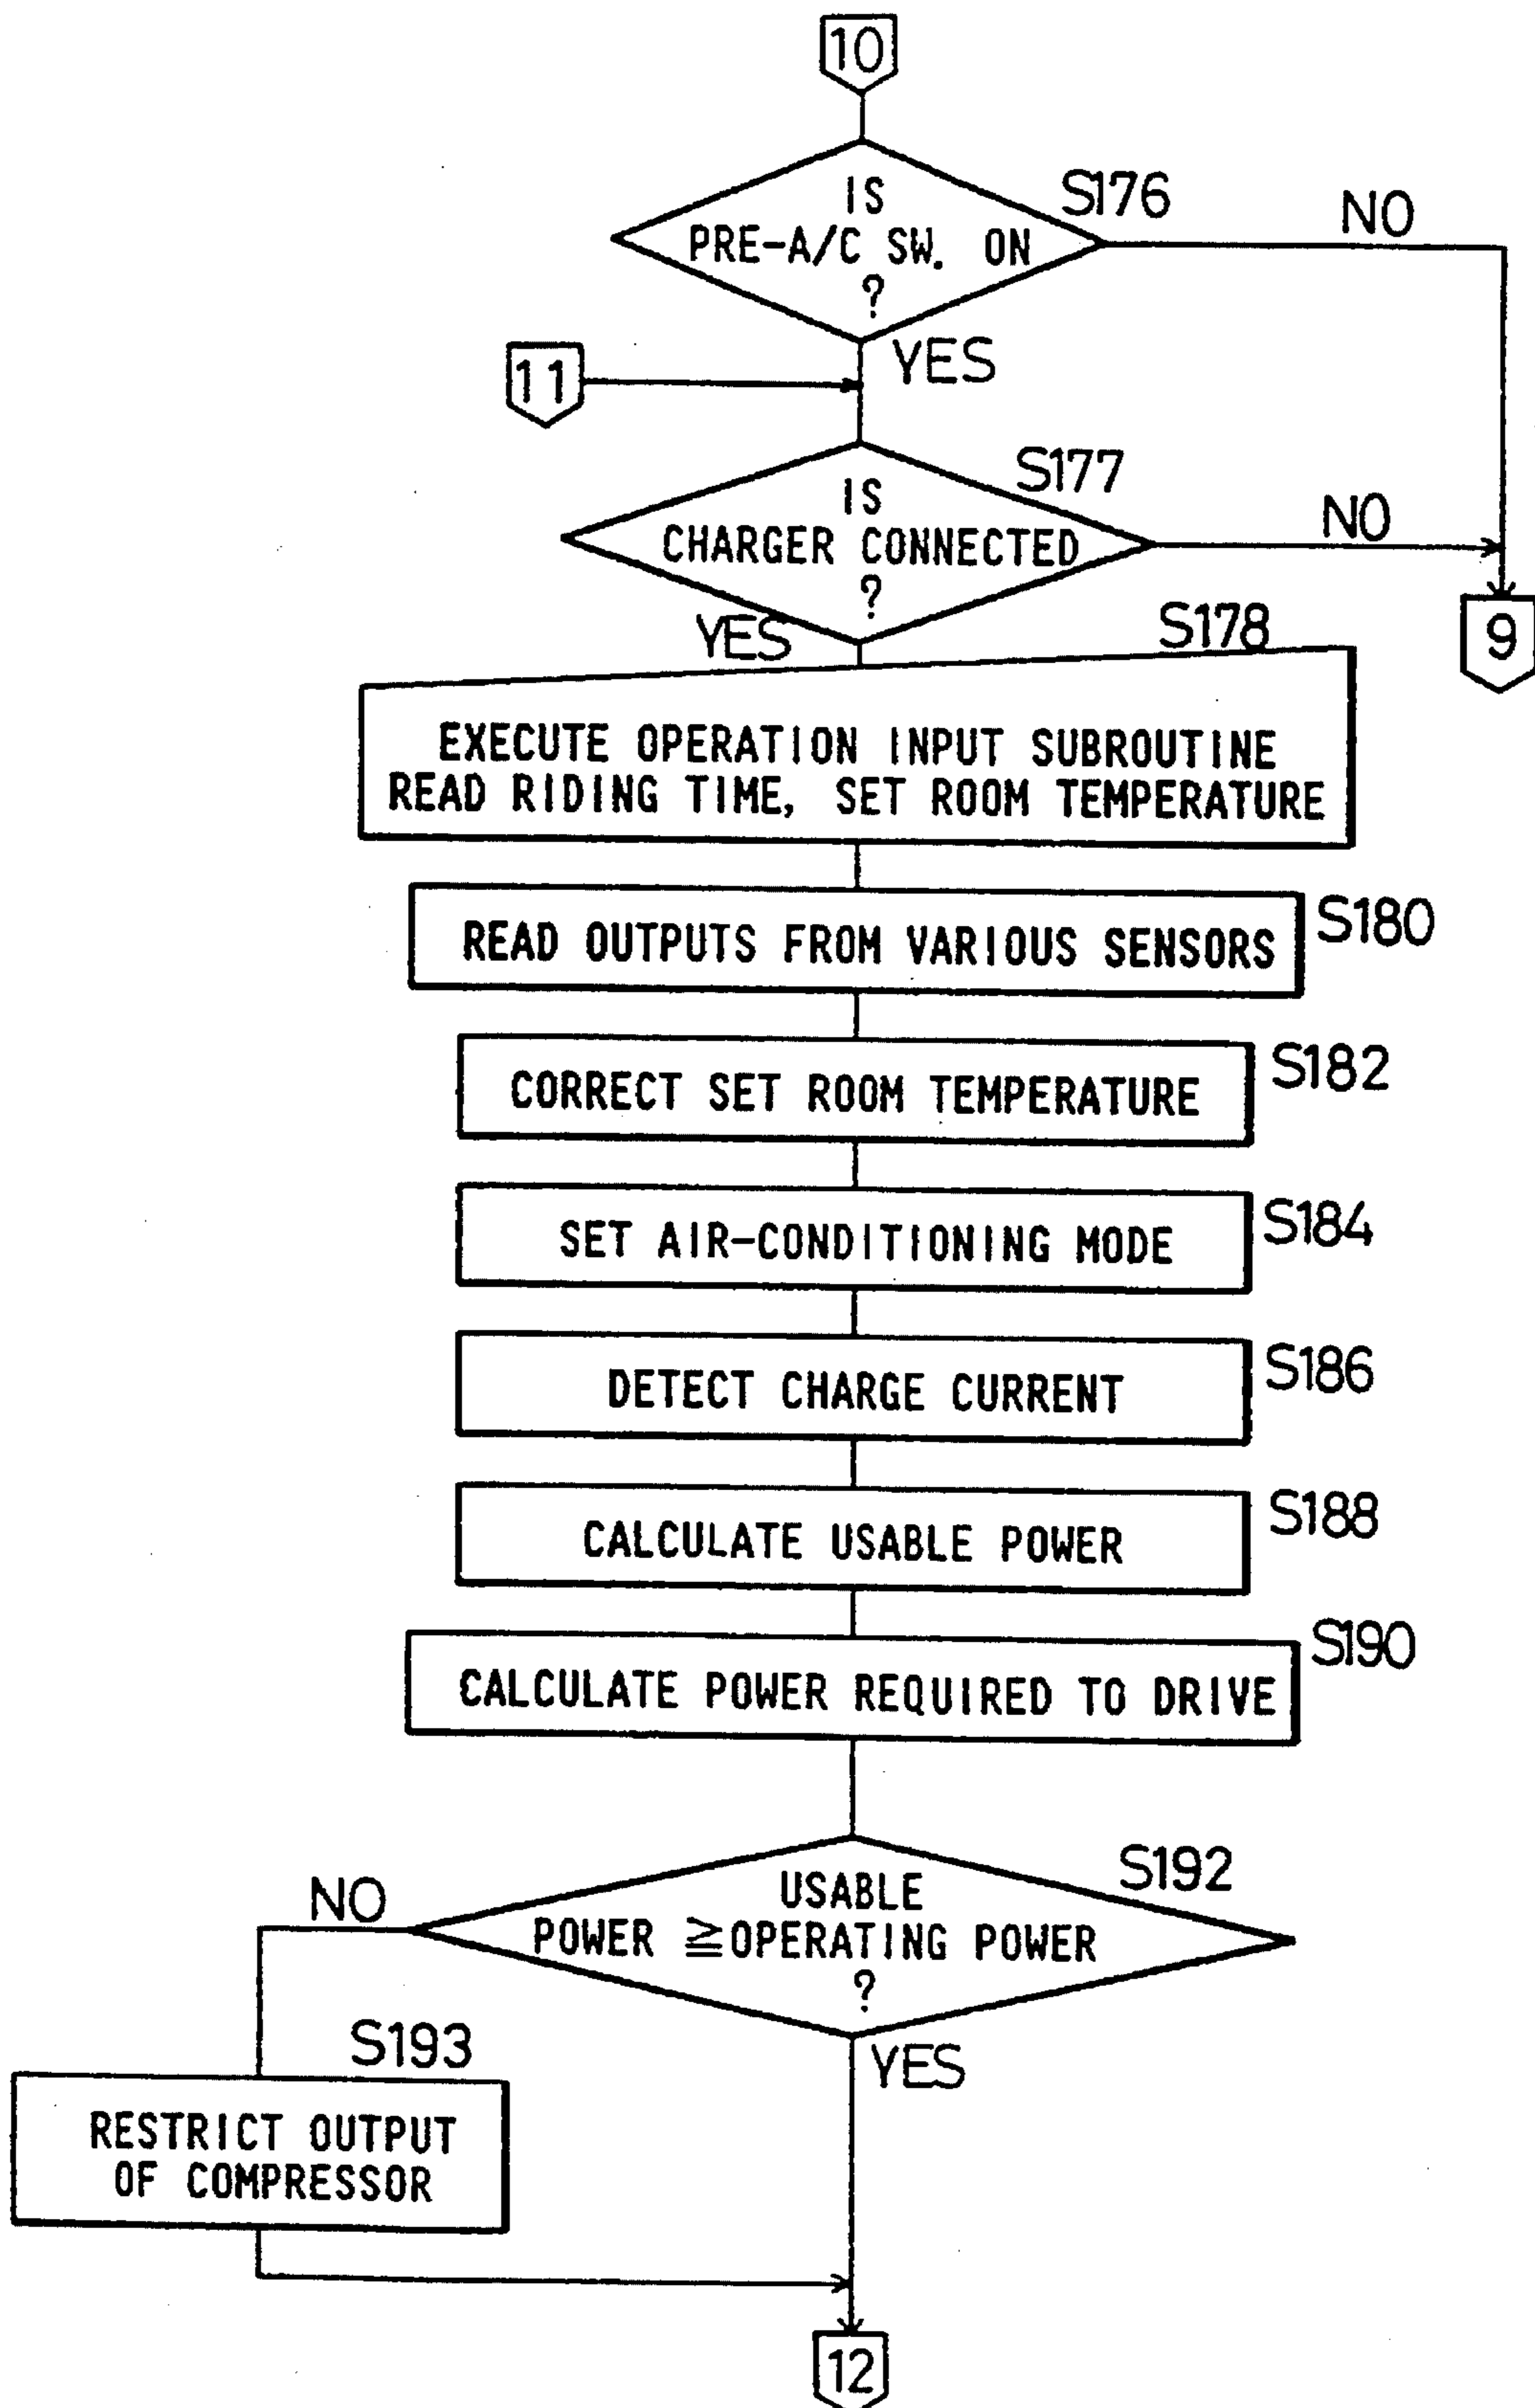 10
IS
PRE-A/C SW. ON
?
S176
NO
YES
11
IS
CHARGER CONNECTED
?
S177
NO
YES
9
S178
EXECUTE OPERATION INPUT SUBROUTINE
READ RIDING TIME, SET ROOM TEMPERATURE
READ OUTPUTS FROM VARIOUS SENSORS
S180
CORRECT SET ROOM TEMPERATURE
S182
SET AIR-CONDITIONING MODE
S184
DETECT CHARGE CURRENT
S186
CALCULATE USABLE POWER
S188
CALCULATE POWER REQUIRED TO DRIVE
S190
USABLE
POWER ≧OPERATING POWER
?
S192
NO
YES
S193
RESTRICT OUTPUT
OF COMPRESSOR
12